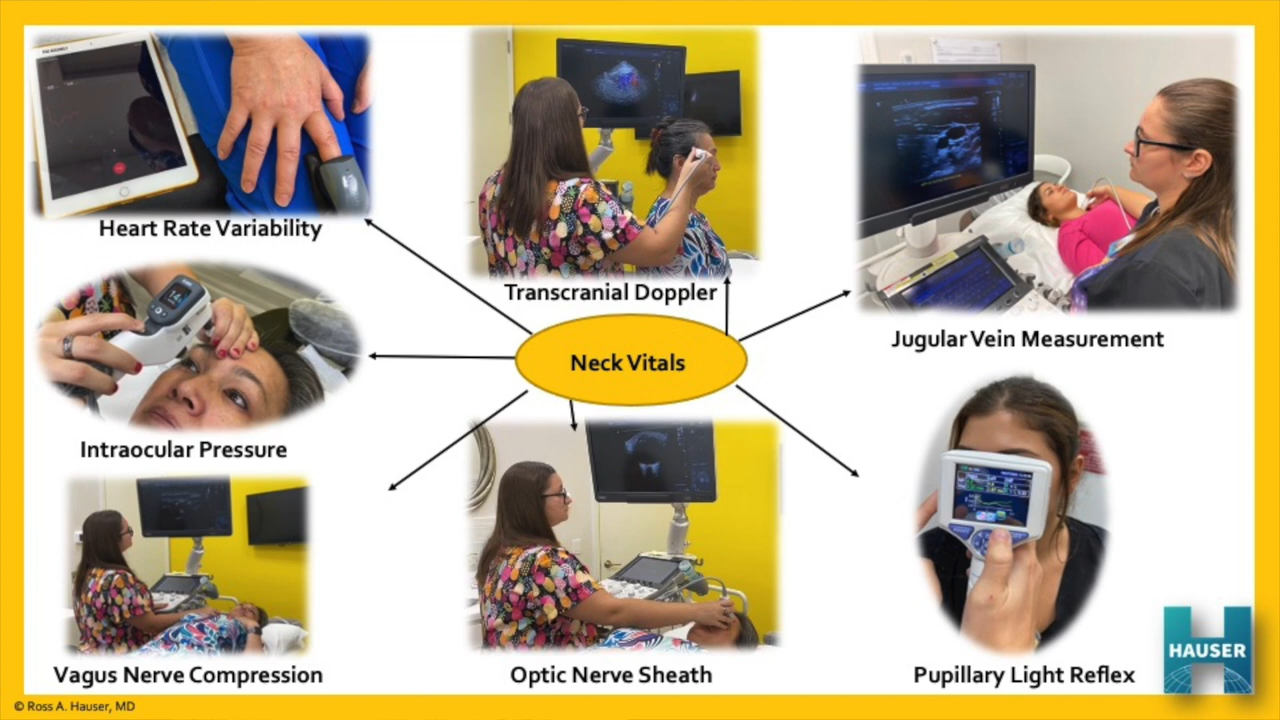 Heart Rate Variability
Transcranial Doppler
Jugular Vein Measurement
Neck Vitals
Intraocular Pressure
Vagus Nerve Compression
Optic Nerve Sheath
Pupillary Light Reflex
HAUSER
© Ross A. Hauser, MD